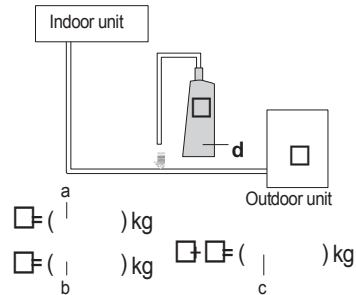 Indoor unit
d
Outdoor unit
a
□= ( ) kg
□= ( ) kg
□+□= ( ) kg
b
c